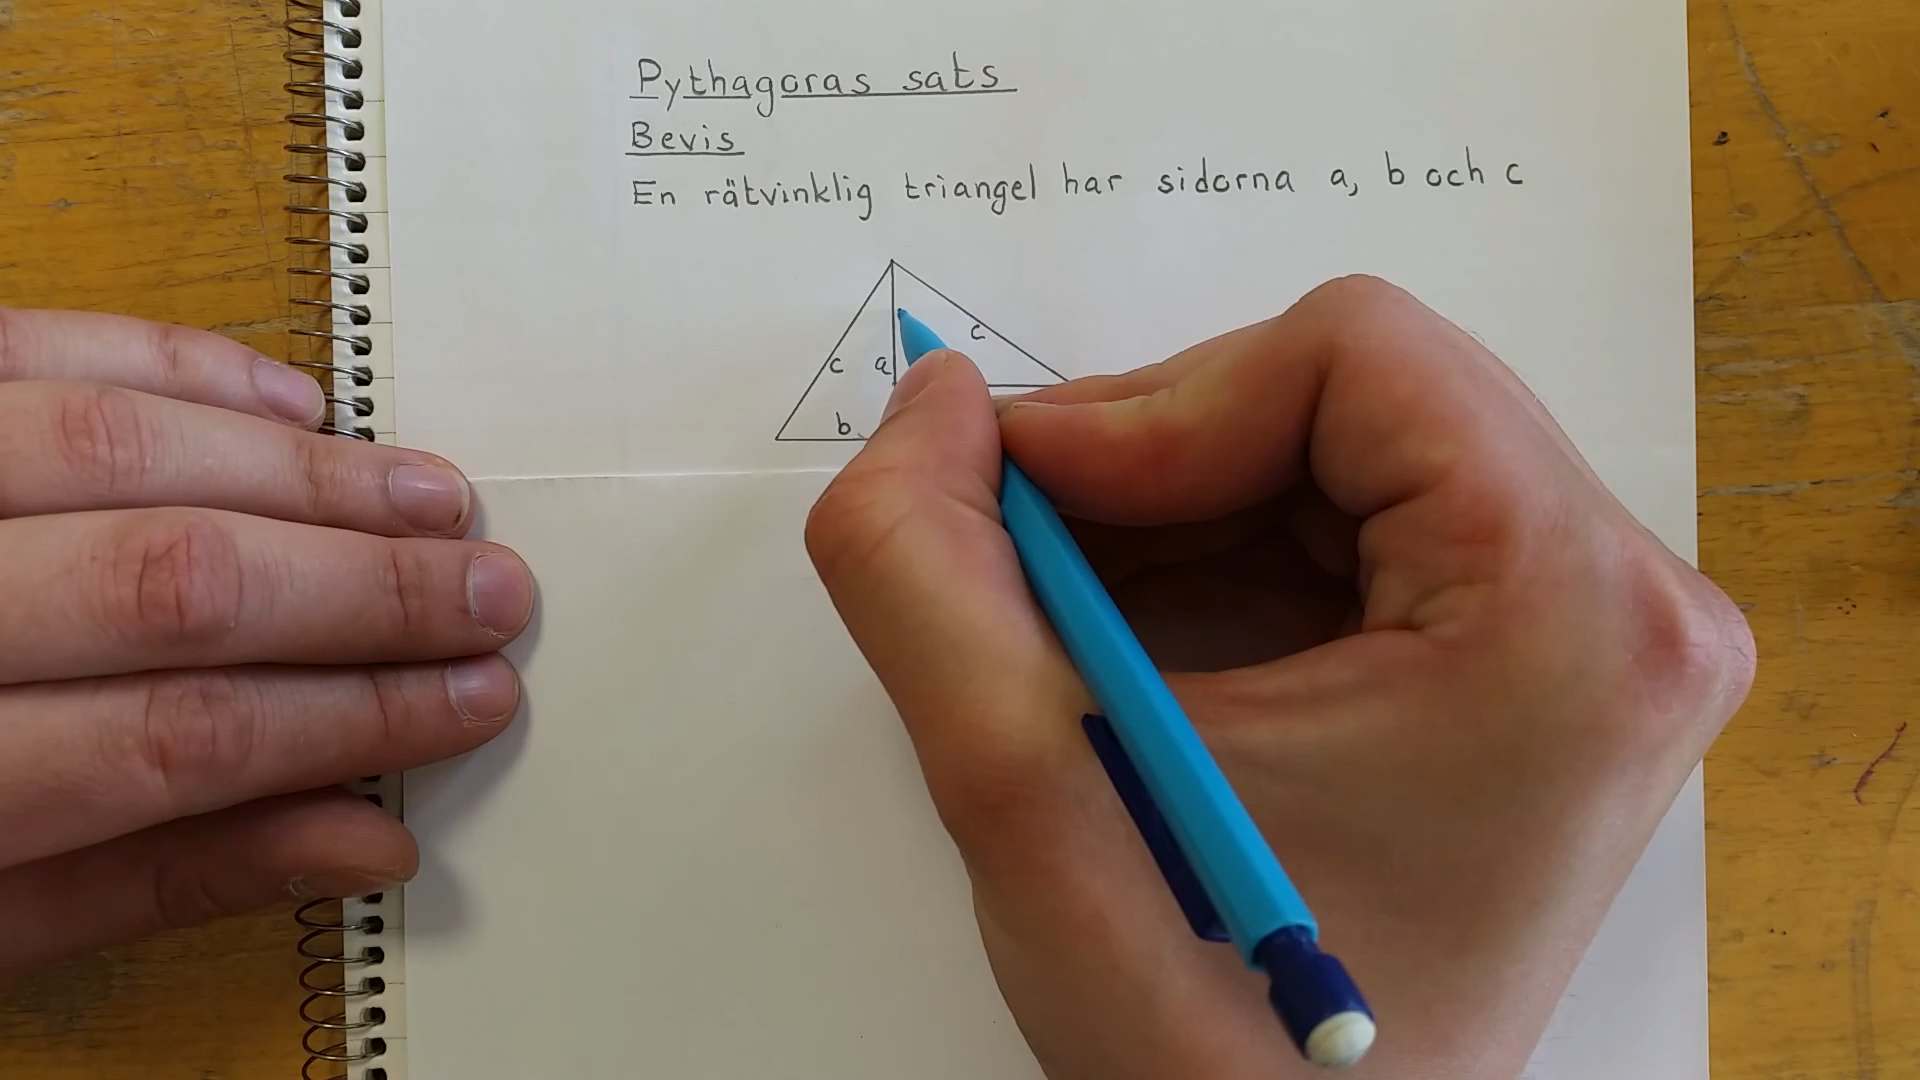 Pythagoras sats
Bevis
En rätvinklig triangel har sidorna a, b och c
c
c
a
b